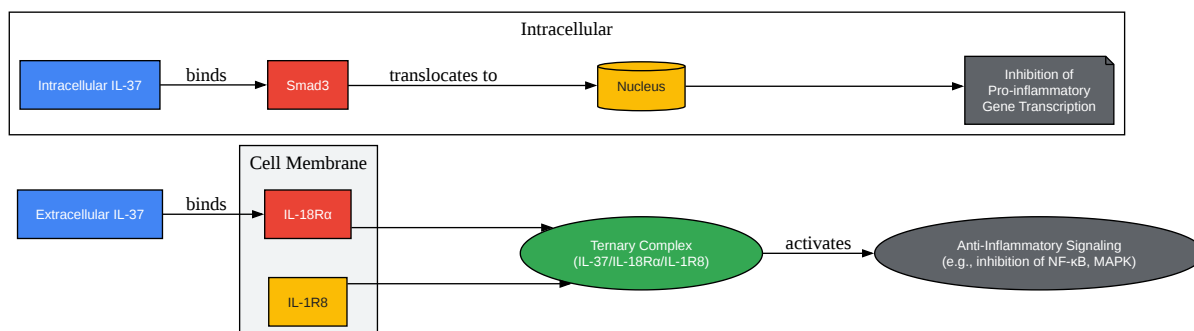 Intracellular
Intracellular IL-37
binds
Smad3
translocates to
Nucleus
Inhibition of
Pro-inflammatory
Gene Transcription
Cell Membrane
Extracellular IL-37
binds
IL-18Rα
IL-1R8
Ternary Complex
(IL-37/IL-18Rα/IL-1R8)
activates
Anti-Inflammatory Signaling
(e.g., inhibition of NF-κB, MAPK)